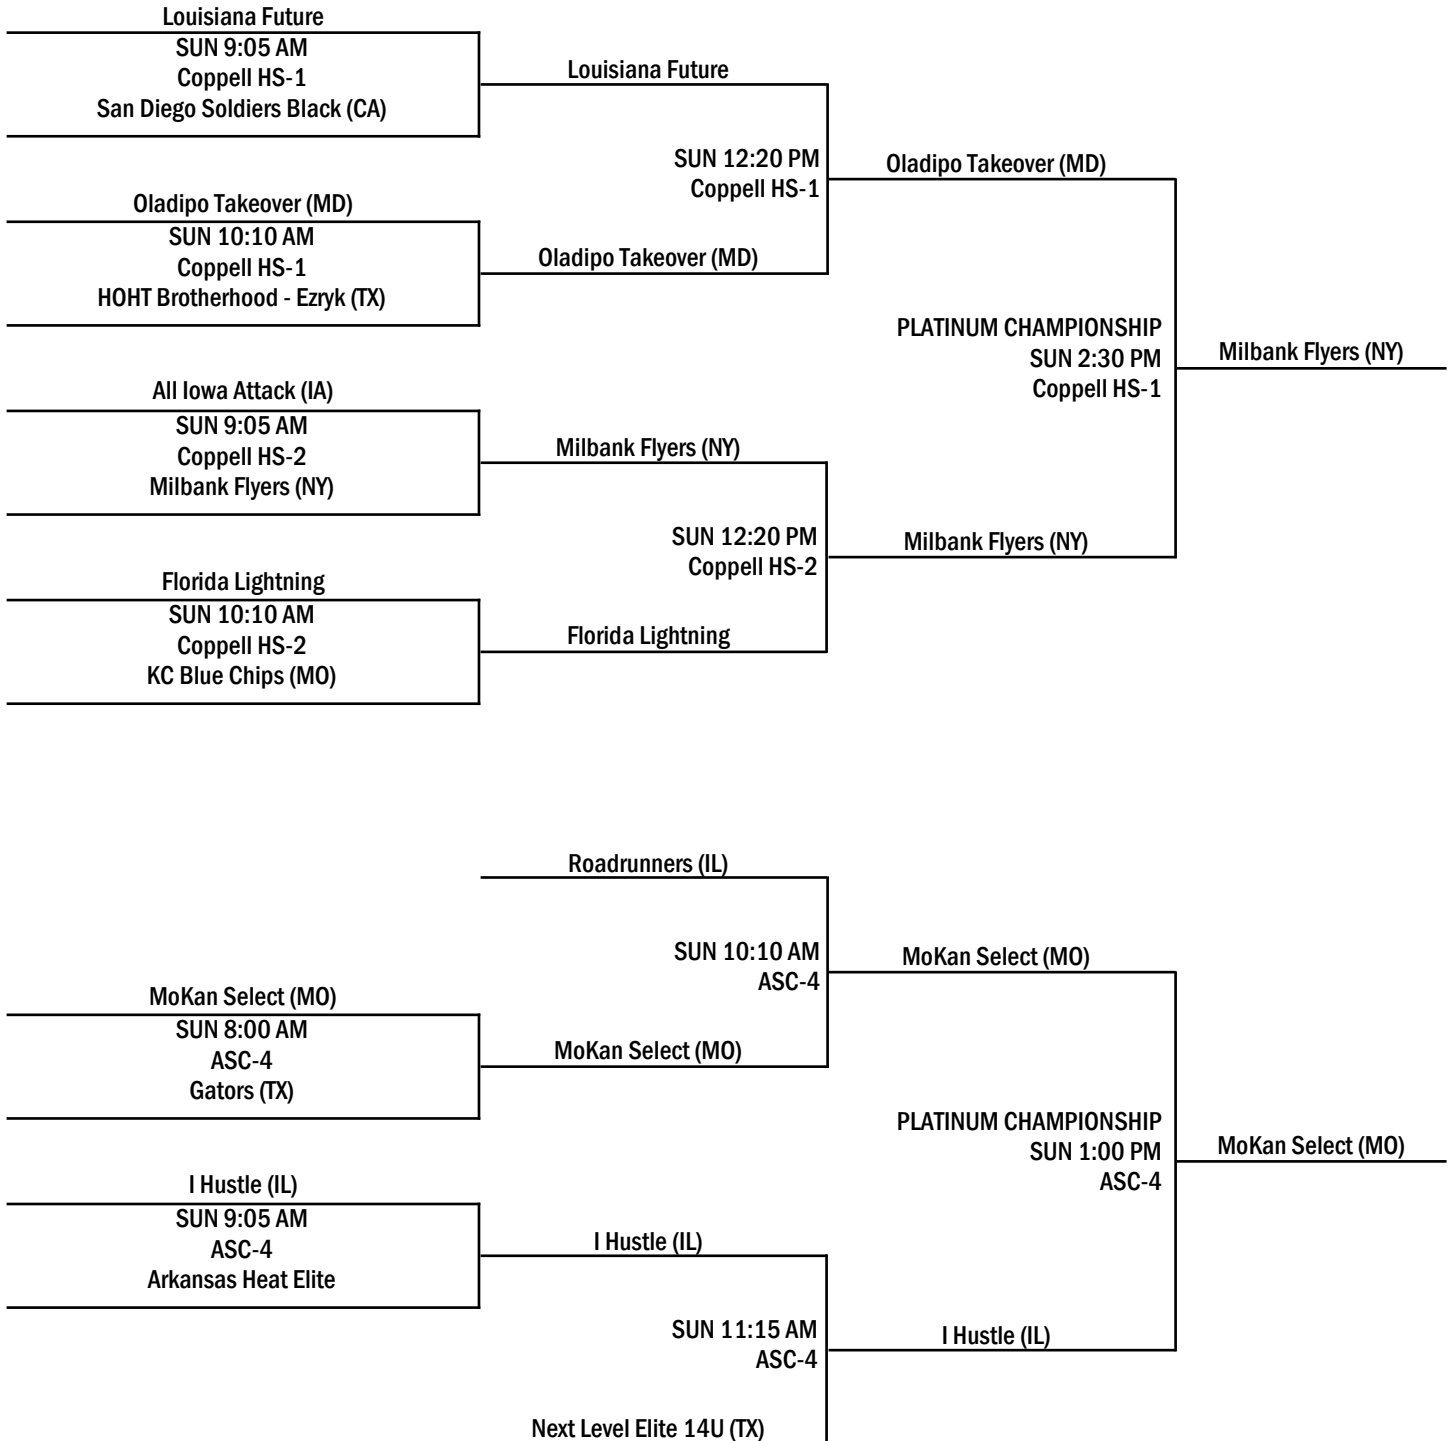 Louisiana Future
SUN 9:05 AM
Coppell HS-1
San Diego Soldiers Black (CA)
Louisiana Future
SUN 12:20 PM
Coppell HS-1
Oladipo Takeover (MD)
Oladipo Takeover (MD)
SUN 10:10 AM
Coppell HS-1
HOHT Brotherhood - Ezryk (TX)
Oladipo Takeover (MD)
PLATINUM CHAMPIONSHIP
SUN 2:30 PM
Coppell HS-1
Milbank Flyers (NY)
All Iowa Attack (IA)
SUN 9:05 AM
Coppell HS-2
Milbank Flyers (NY)
Milbank Flyers (NY)
SUN 12:20 PM
Coppell HS-2
Milbank Flyers (NY)
Florida Lightning
SUN 10:10 AM
Coppell HS-2
KC Blue Chips (MO)
Florida Lightning
Roadrunners (IL)
SUN 10:10 AM
ASC-4
MoKan Select (MO)
MoKan Select (MO)
SUN 8:00 AM
ASC-4
Gators (TX)
MoKan Select (MO)
PLATINUM CHAMPIONSHIP
SUN 1:00 PM
ASC-4
MoKan Select (MO)
I Hustle (IL)
SUN 9:05 AM
ASC-4
Arkansas Heat Elite
I Hustle (IL)
SUN 11:15 AM
ASC-4
I Hustle (IL)
Next Level Elite 14U (TX)